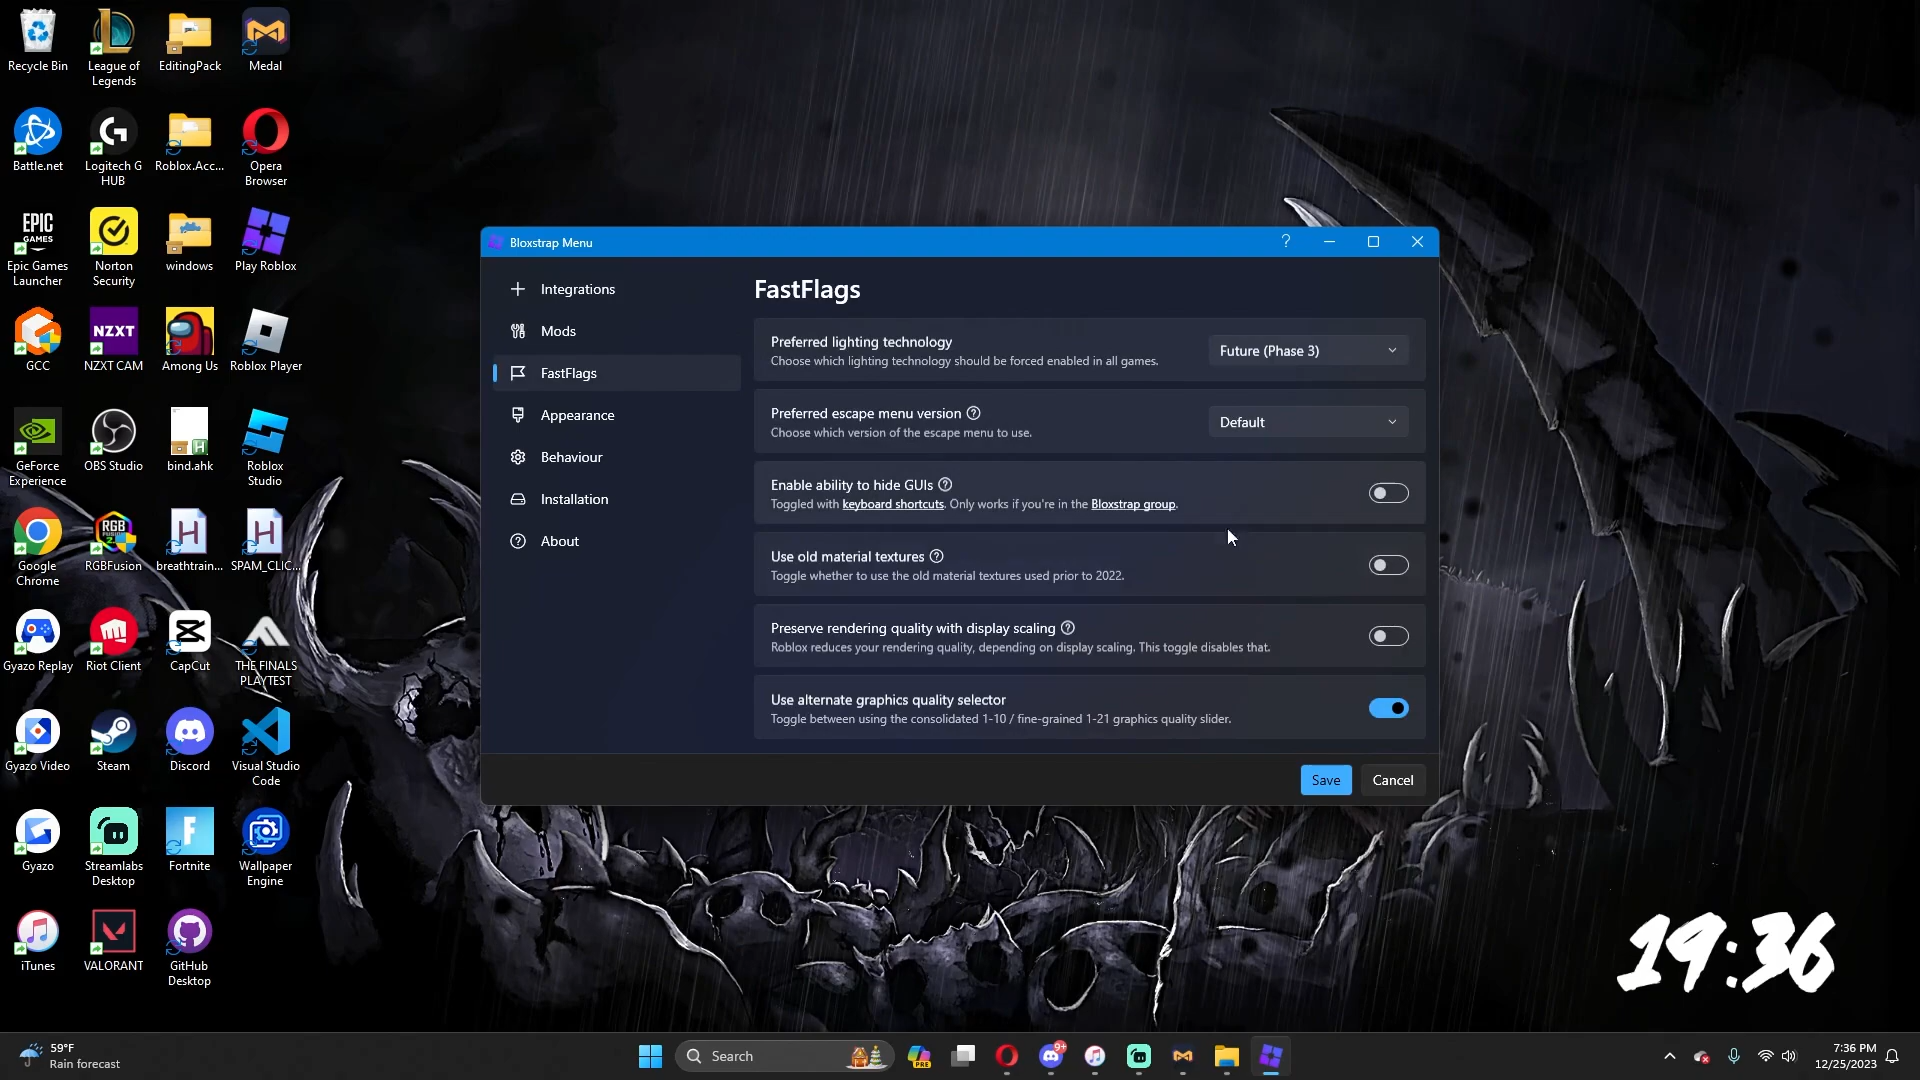 Recycle Bin
League of
Legends
EditingPack
Medal
Battle.net
Logitech G
HUB
Roblox.Acc...
Opera
Browser
EPIC
GAMES
Epic Games
Launcher
Norton
Security
windows
Play Roblox
GCC
NZXT
NZXT CAM
Among Us
Roblox Player
GeForce
Experience
OBS Studio
bind.ahk
Roblox
Studio
Google
Chrome
RGB
RGBFusion
breathtrain...
SPAM_CLIC...
Gyazo Replay
Riot Client
CapCut
THE FINALS
PLAYTEST
Gyazo Video
Steam
Discord
Visual Studio
Code
Gyazo
Streamlabs
Desktop
Fortnite
Wallpaper
Engine
iTunes
VALORANT
GitHub
Desktop
Bloxstrap Menu
Integrations
Mods
FastFlags
Appearance
Behaviour
Installation
About
FastFlags
Preferred lighting technology
Choose which lighting technology should be forced enabled in all games.
Future (Phase 3)
Preferred escape menu version
Choose which version of the escape menu to use.
Default
Enable ability to hide GUIs
Toggled with keyboard shortcuts. Only works if you're in the Bloxstrap group.
Use old material textures
Toggle whether to use the old material textures used prior to 2022.
Preserve rendering quality with display scaling
Roblox reduces your rendering quality, depending on display scaling. This toggle disables that.
Use alternate graphics quality selector
Toggle between using the consolidated 1-10 / fine-grained 1-21 graphics quality slider.
Save
Cancel
19:36
59°F
Rain forecast
Search
PRE
9+
7:36 PM
12/25/2023